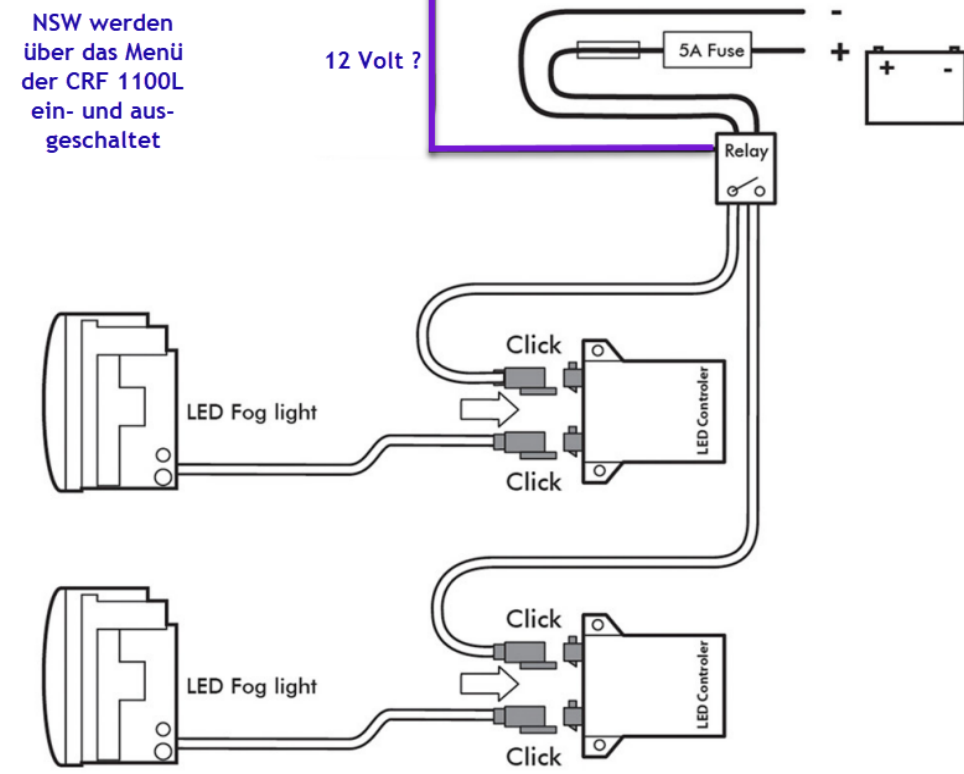 NSW werden
über das Menü
der CRF 1100L
ein- und aus-
geschaltet
12 Volt ?
-
5A Fuse
+
+ -
Relay
Click
LED Controler
LED Fog light
Click
Click
LED Controler
LED Fog light
Click